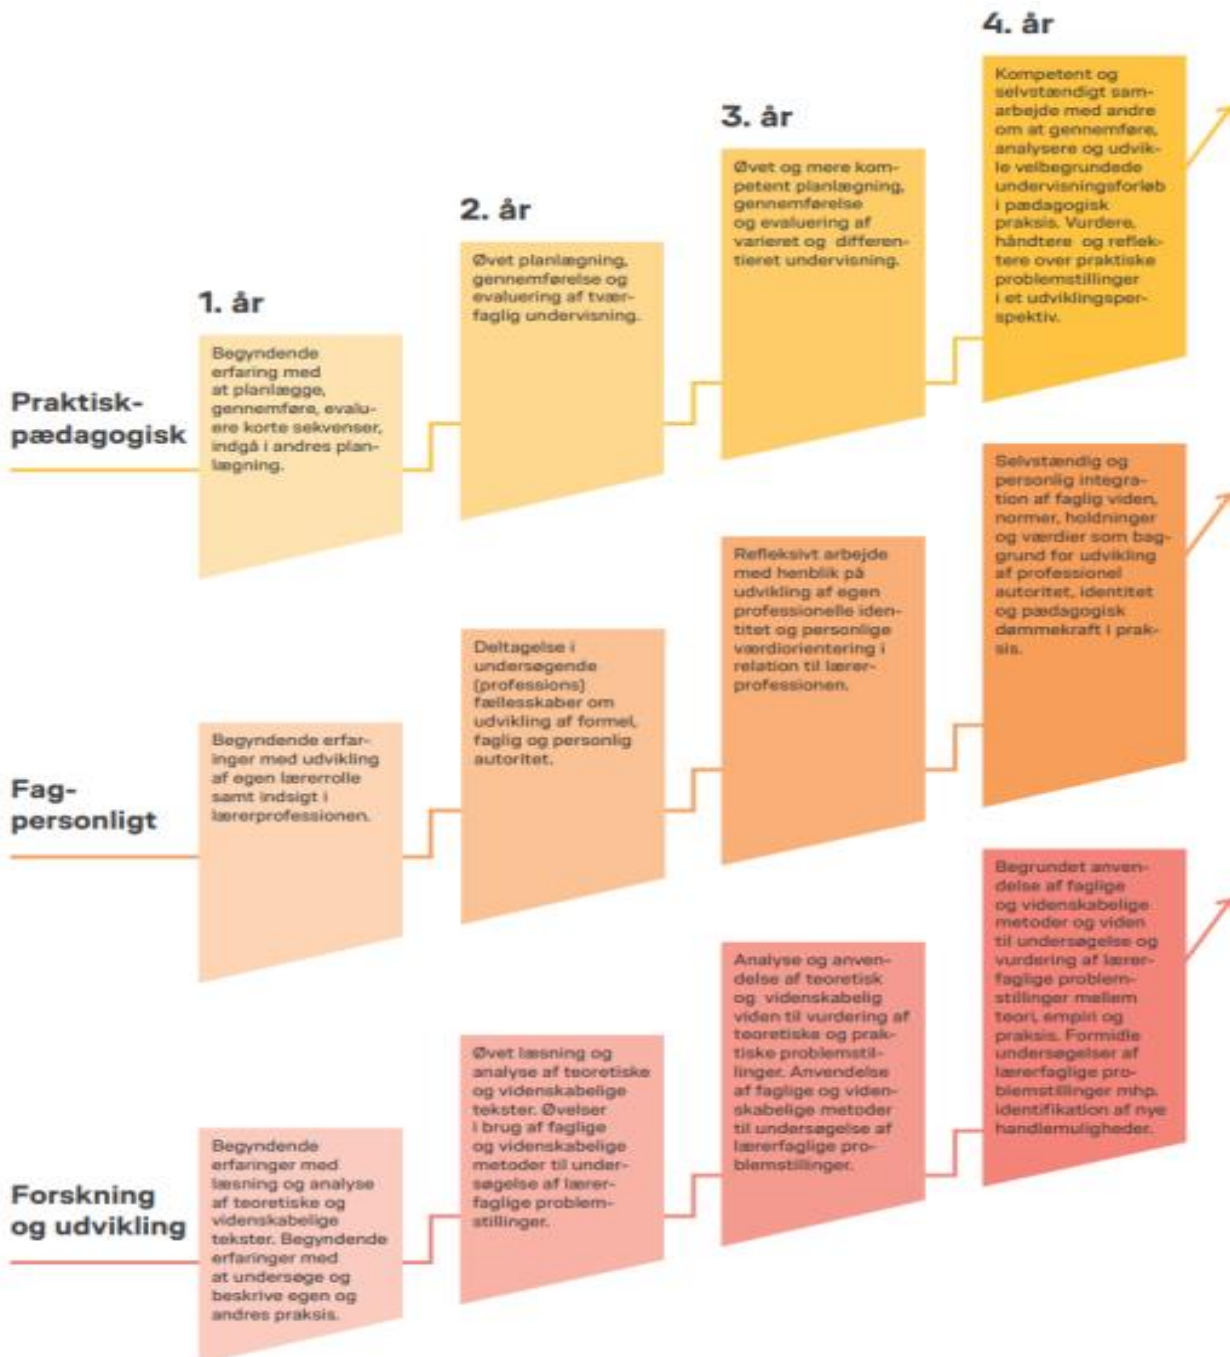 4. år
Kompetent og
selvstændigt sam-
arbejde med andre
om at gennemføre,
analysere og udvik-
le velbegrundede
undervisningsforløb
i pædagogisk
praksis. Vurdere,
håndtere og reflek-
tere over praktiske
problemstillinger
i et udviklingsper-
spektiv.
3. år
Øvet og mere kom-
petent planlægning,
gennemførelse
og evaluering af
varieret og differen-
tieret undervisning.
2. år
Øvet planlægning,
gennemførelse og
evaluering af tvær-
faglig undervisning.
1. år
Begyndende
erfaring med
at planlægge,
gennemføre, evalu-
ere korte sekvenser,
indgå i andres plan-
lægning.
Praktisk-
pædagogisk
Selvstændig og
personlig integra-
tion af faglig viden,
normer, holdninger
og værdier som bag-
grund for udvikling
af professionel
autoritet, identitet
og pædagogisk
dømmekraft i prak-
sis.
Refleksivt arbejde
med henblik på
udvikling af egen
professionelle iden-
titet og personlige
værdiorientering i
relation til lærer-
professionen.
Deltagelse i
undersøgende
(professions)
fællesskaber om
udvikling af formel,
faglig og personlig
autoritet.
Begyndende erfar-
inger med udvikling
af egen lærerrolle
samt indsigt i
lærerprofessionen.
Fag-
personligt
Begrundet anven-
delse af faglige
og videnskabelige
metoder og viden
til undersøgelse og
vurdering af lærer-
faglige problem-
stillinger mellem
teori, empiri og
praksis. Formidle
undersøgelser af
lærerfaglige pro-
blemstillinger mhp.
identifikation af nye
handlemuligheder.
Analyse og anven-
delse af teoretisk
og videnskabelig
viden til vurdering af
teoretiske og prak-
tiske problemstil-
linger. Anvendelse
af faglige og viden-
skabelige metoder
til undersøgelse af
lærerfaglige pro-
blemstillinger.
Øvet læsning og
analyse af teoretiske
og videnskabelige
tekster. Øvelser
i brug af faglige
og videnskabelige
metoder til under-
søgelse af lærer-
faglige problem-
stillinger.
Begyndende
erfaringer med
læsning og analyse
af teoretiske og
videnskabelige
tekster. Begyndende
erfaringer med
at undersøge og
beskrive egen og
andres praksis.
Forskning
og udvikling